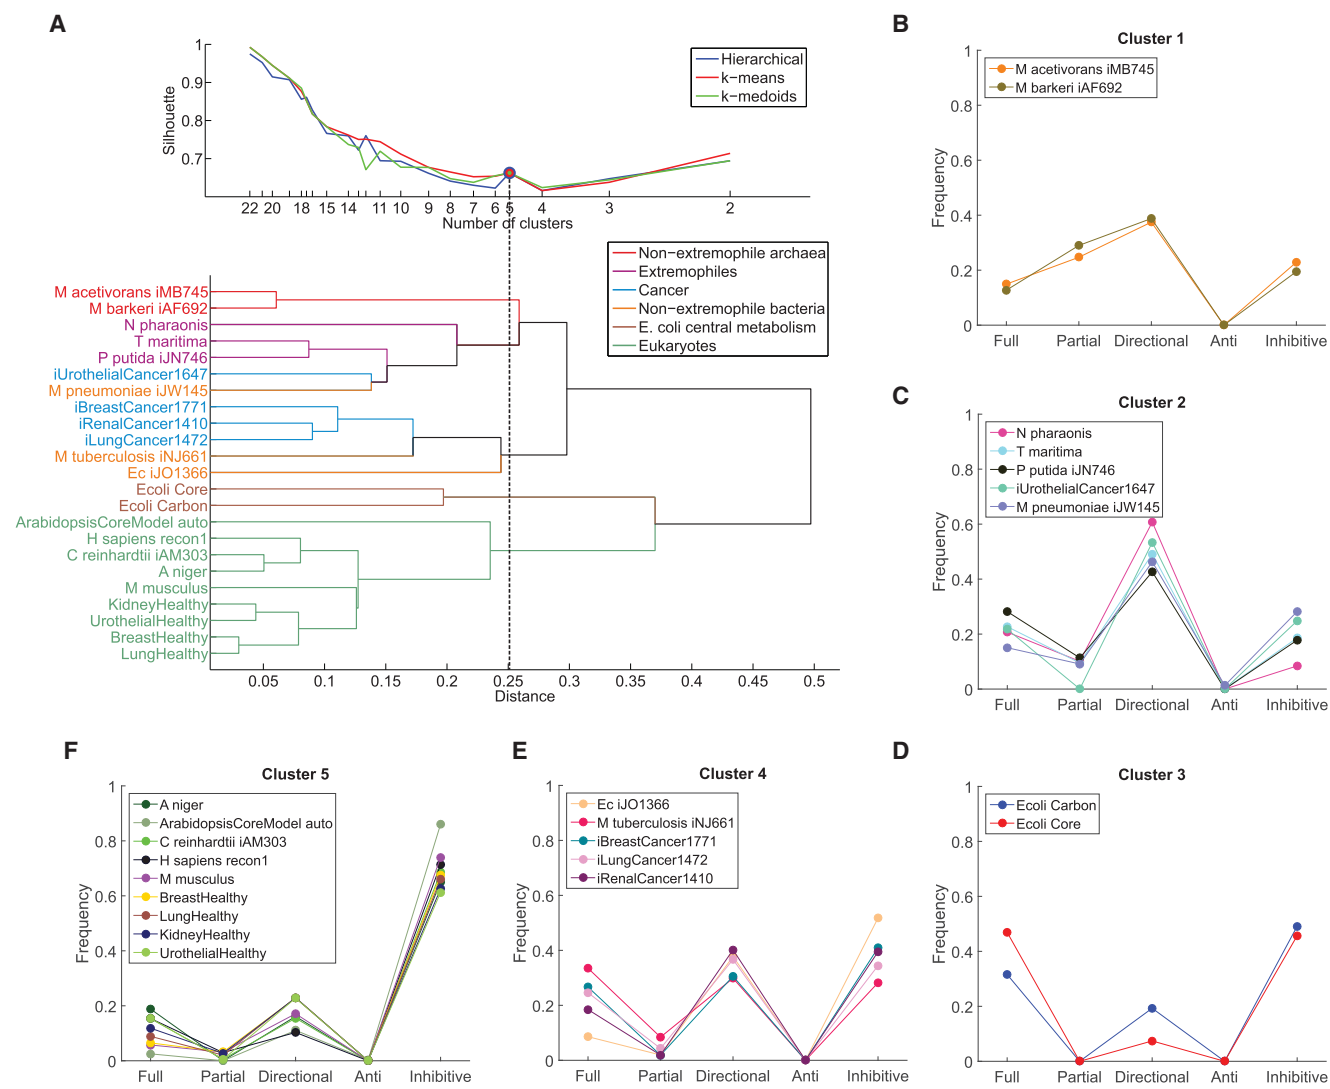 A
1
0.9
0.8
0.7
Silhouette
Hierarchical
k−means
k−medoids
22 20 18 15 14 11 10 9 8 7 6 5 4 3 2
Number of clusters
Non-extremophile archaea
Extremophiles
Cancer
Non-extremophile bacteria
E. coli central metabolism
Eukaryotes
M acetivorans iMB745
M barkeri iAF692
N pharaonis
T maritima
P putida iJN746
iUrothelialCancer1647
M pneumoniae iJW145
iBreastCancer1771
iRenalCancer1410
iLungCancer1472
M tuberculosis iNJ661
Ec iJO1366
Ecoli Core
Ecoli Carbon
ArabidopsisCoreModel auto
H sapiens recon1
C reinhardtii iAM303
A niger
M musculus
KidneyHealthy
UrothelialHealthy
BreastHealthy
LungHealthy
0.05 0.1 0.15 0.2 0.25 0.3 0.35 0.4 0.45 0.5
Distance
B
Cluster 1
M acetivorans iMB745
M barkeri iAF692
1
0.8
0.6
0.4
0.2
0
Frequency
Full Partial Directional Anti Inhibitive
C
Cluster 2
N pharaonis
T maritima
P putida iJN746
iUrothelialCancer1647
M pneumoniae iJW145
1
0.8
0.6
0.4
0.2
0
Frequency
Full Partial Directional Anti Inhibitive
F
Cluster 5
A niger
ArabidopsisCoreModel auto
C reinhardtii iAM303
H sapiens recon1
M musculus
BreastHealthy
LungHealthy
KidneyHealthy
UrothelialHealthy
1
0.8
0.6
0.4
0.2
0
Frequency
Full Partial Directional Anti Inhibitive
E
Cluster 4
Ec iJO1366
M tuberculosis iNJ661
iBreastCancer1771
iLungCancer1472
iRenalCancer1410
1
0.8
0.6
0.4
0.2
0
Frequency
Full Partial Directional Anti Inhibitive
D
Cluster 3
Ecoli Carbon
Ecoli Core
1
0.8
0.6
0.4
0.2
0
Frequency
Full Partial Directional Anti Inhibitive